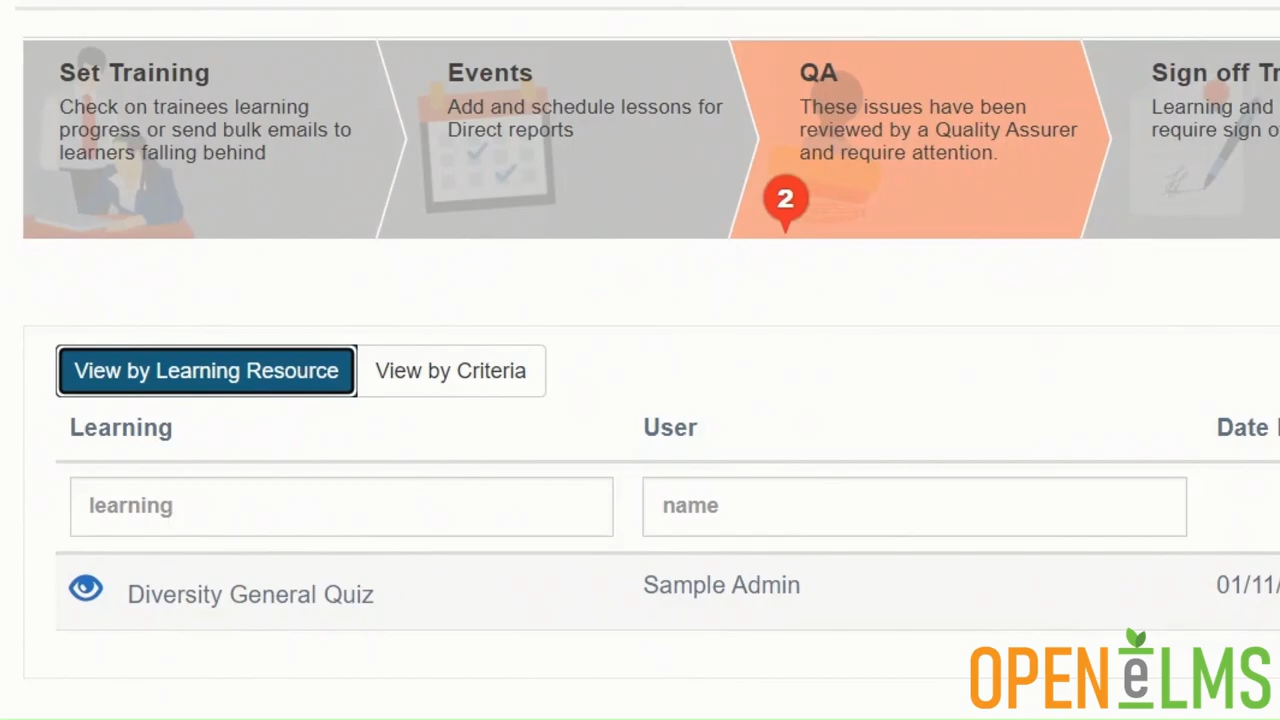 Set Training
Check on trainees learning
progress or send bulk emails to
learners falling behind
Events
Add and schedule lessons for
Direct reports
QA
These issues have been
reviewed by a Quality Assurer
and require attention.
2
Sign off
Learning and
require sign
View by Learning Resource
View by Criteria
Learning
User
Date
learning
name
Diversity General Quiz
Sample Admin
01/11/
OPEN eLMS